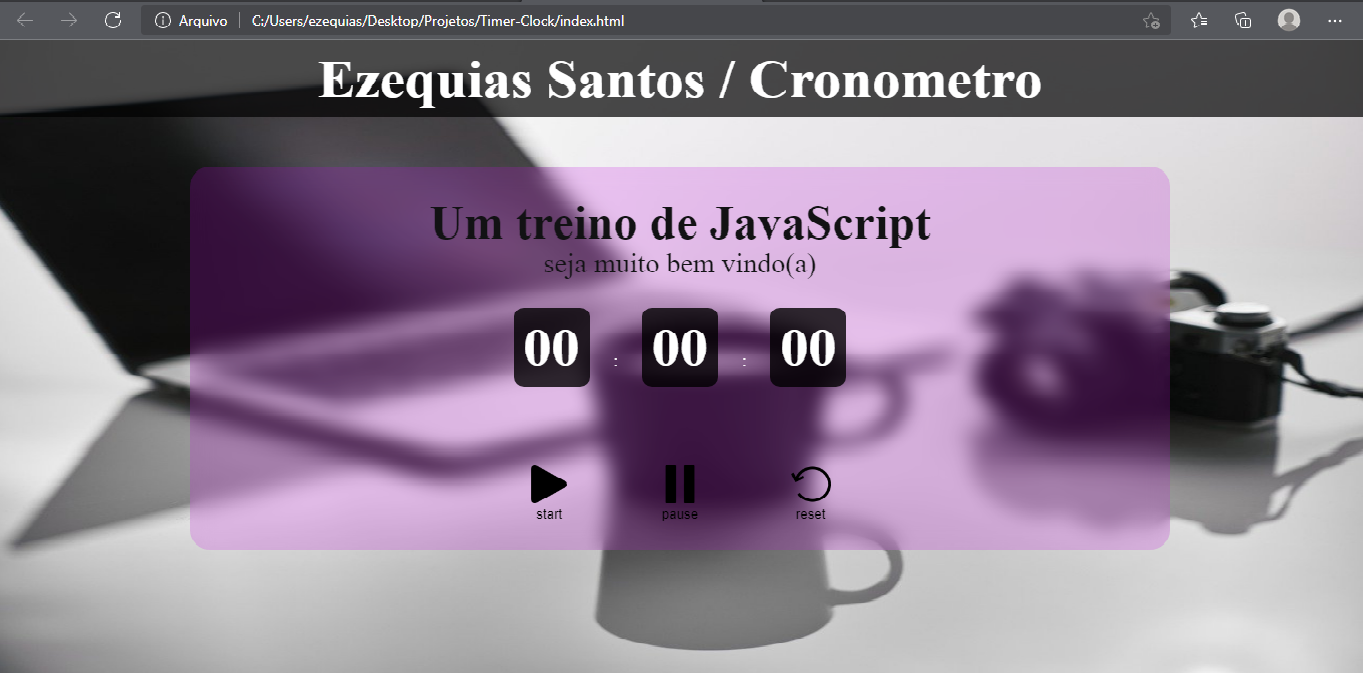 Arquivo C:/Users/ezequias/Desktop/Projetos/Timer-Clock/index.html
Ezequias Santos / Cronometro
Um treino de JavaScript
seja muito bem vindo(a)
00 : 00 : 00
start pause reset